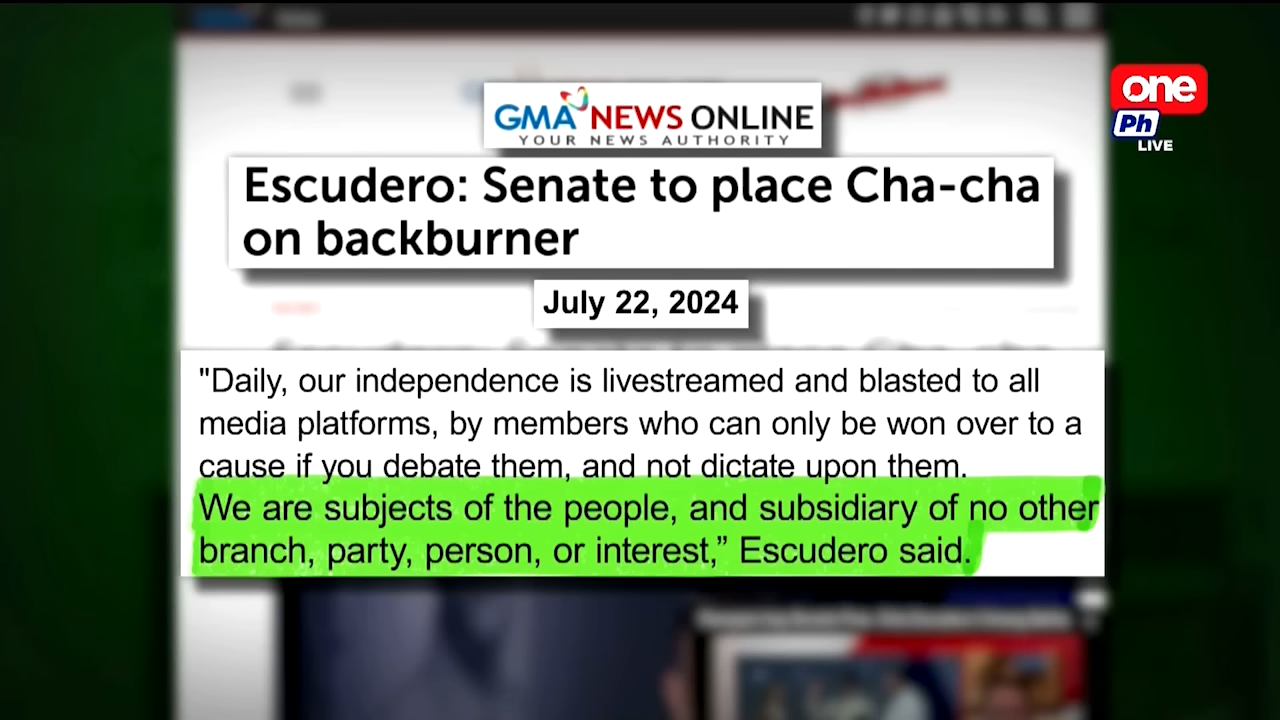 GMA NEWS ONLINE
YOUR NEWS AUTHORITY
one
Ph
LIVE
Escudero: Senate to place Cha-cha
on backburner
July 22, 2024
"Daily, our independence is livestreamed and blasted to all
media platforms, by members who can only be won over to a
cause if you debate them, and not dictate upon them.
We are subjects of the people, and subsidiary of no other
branch, party, person, or interest,” Escudero said.